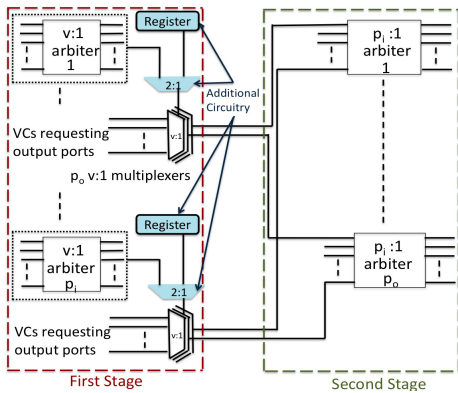 Register
v:1
arbiter
1
2:1
Additional
Circuitry
v:1
VCs requesting
output ports
pₒ v:1 multiplexers
Register
v:1
arbiter
pᵢ
2:1
v:1
VCs requesting
output ports
First Stage
pᵢ :1
arbiter
1
pᵢ :1
arbiter
pₒ
Second Stage